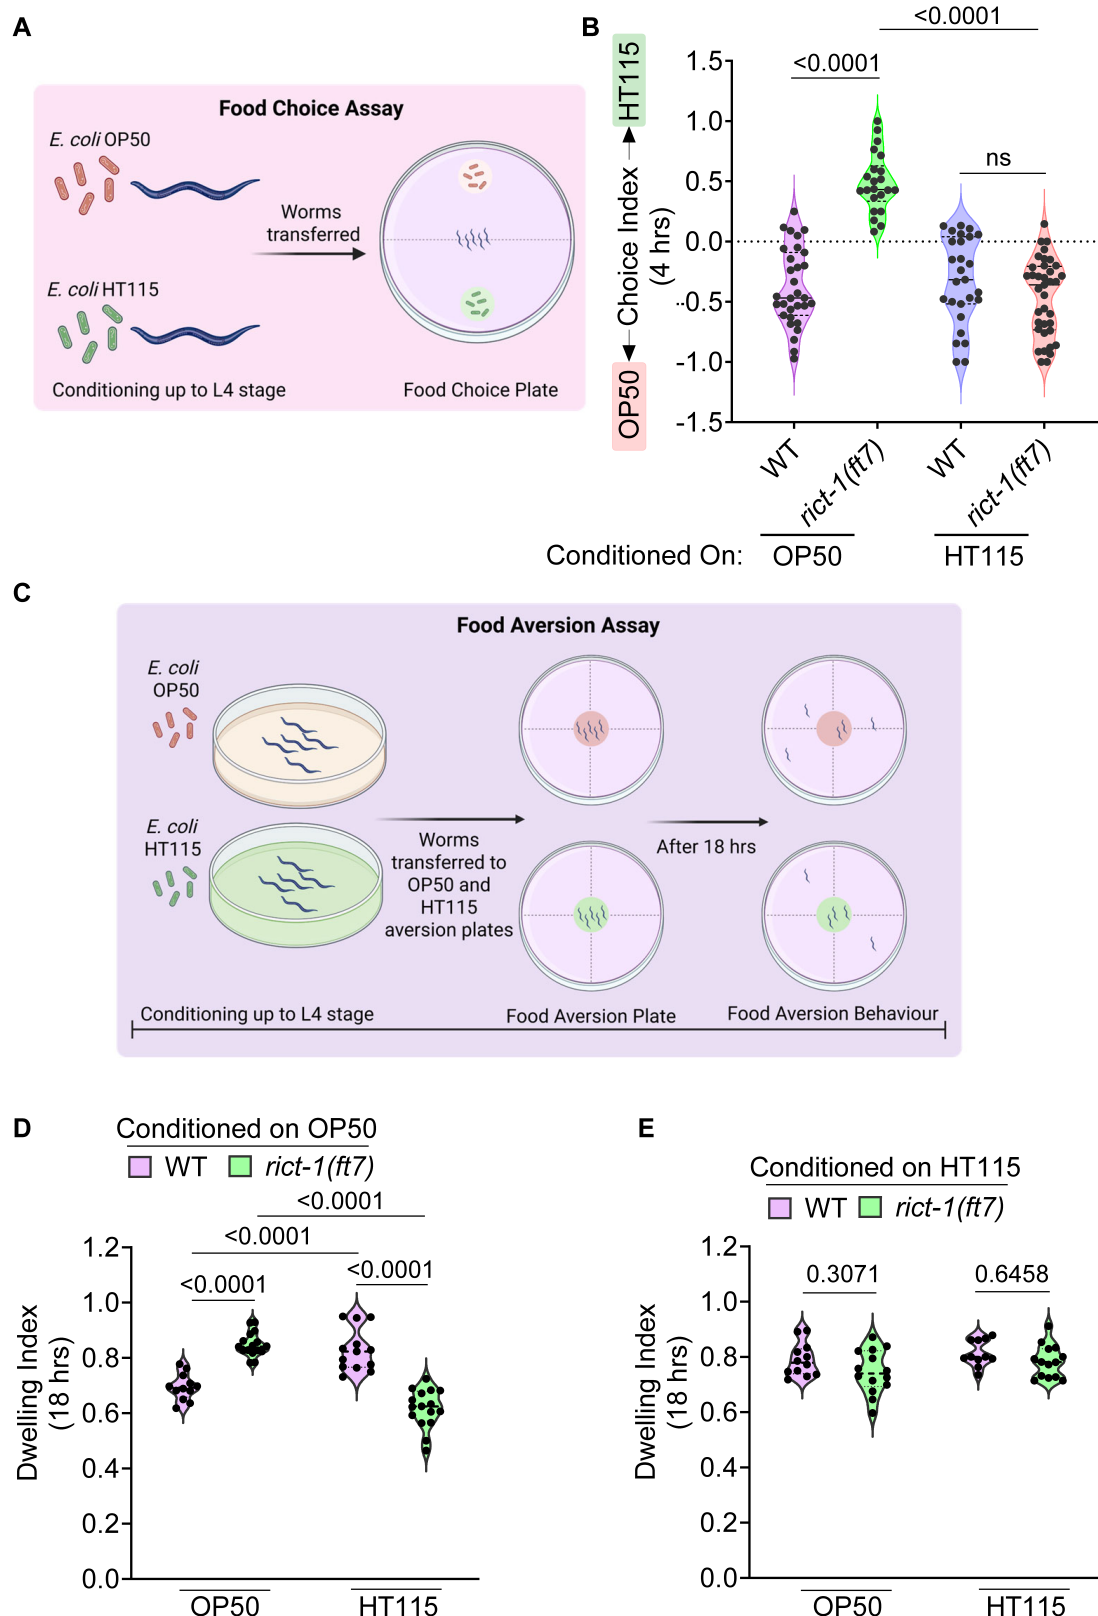 A
Food Choice Assay
E. coli OP50
Worms
transferred
E. coli HT115
Conditioning up to L4 stage
Food Choice Plate
B
<0.0001
<0.0001
ns
OP50
Choice Index
HT115
(4 hrs)
1.5
1.0
0.5
0.0
-0.5
-1.0
-1.5
WT
rict-1(ft7)
WT
rict-1(ft7)
Conditioned On:
OP50
HT115
C
Food Aversion Assay
E. coli
OP50
E. coli
HT115
Worms
transferred to
OP50 and
HT115
aversion plates
After 18 hrs
Conditioning up to L4 stage
Food Aversion Plate
Food Aversion Behaviour
D
Conditioned on OP50
WT
rict-1(ft7)
<0.0001
<0.0001
<0.0001
<0.0001
Dwelling Index
(18 hrs)
1.2
1.0
0.8
0.6
0.4
0.2
0.0
OP50
HT115
E
Conditioned on HT115
WT
rict-1(ft7)
0.3071
0.6458
Dwelling Index
(18 hrs)
1.2
1.0
0.8
0.6
0.4
0.2
0.0
OP50
HT115